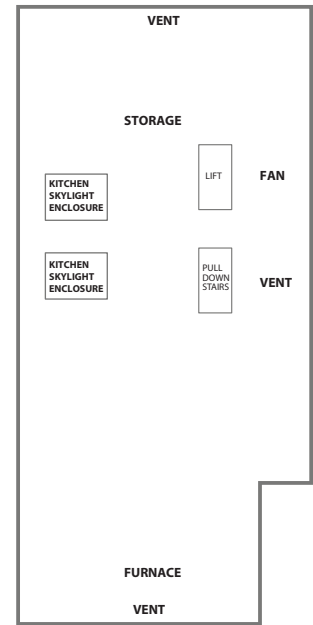 VENT
STORAGE
LIFT
FAN
KITCHEN
SKYLIGHT
ENCLOSURE
KITCHEN
SKYLIGHT
ENCLOSURE
PULL
DOWN
STAIRS
VENT
FURNACE
VENT